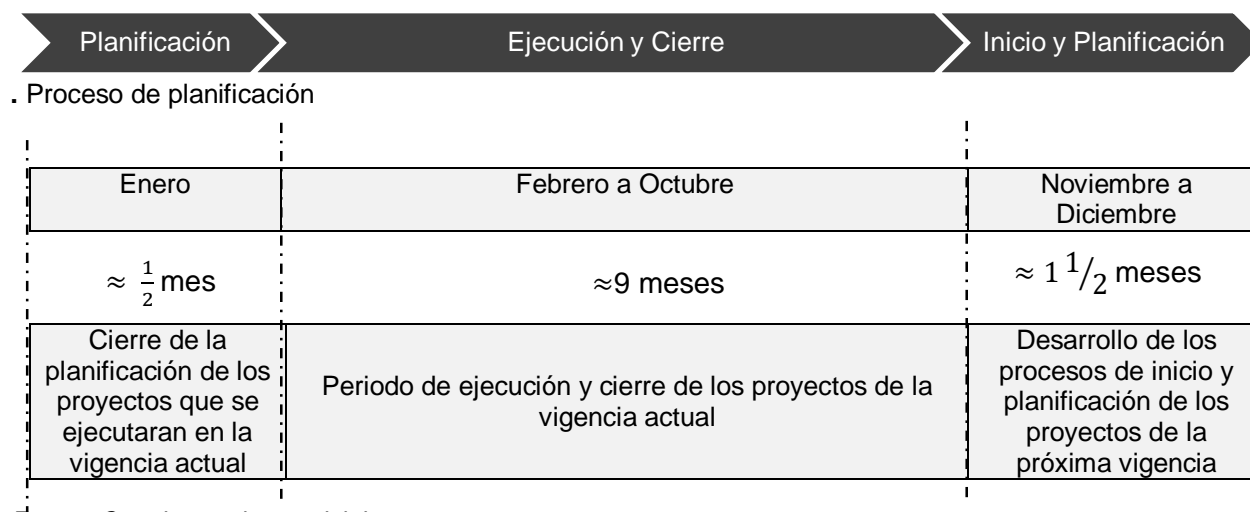 Planificación
Ejecución y Cierre
Inicio y Planificación
. Proceso de planificación
Enero
Febrero a Octubre
Noviembre a
Diciembre
≈ 1/2 mes
≈9 meses
≈ 1 1/2 meses
Cierre de la
planificación de los
proyectos que se
ejecutaran en la
vigencia actual
Periodo de ejecución y cierre de los proyectos de la
vigencia actual
Desarrollo de los
procesos de inicio y
planificación de los
proyectos de la
próxima vigencia